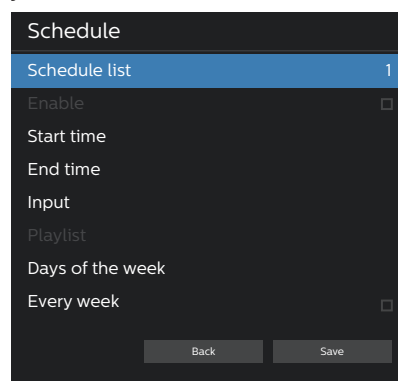 Schedule
Schedule list 1
Enable
Start time
End time
Input
Playlist
Days of the week
Every week
Back Save